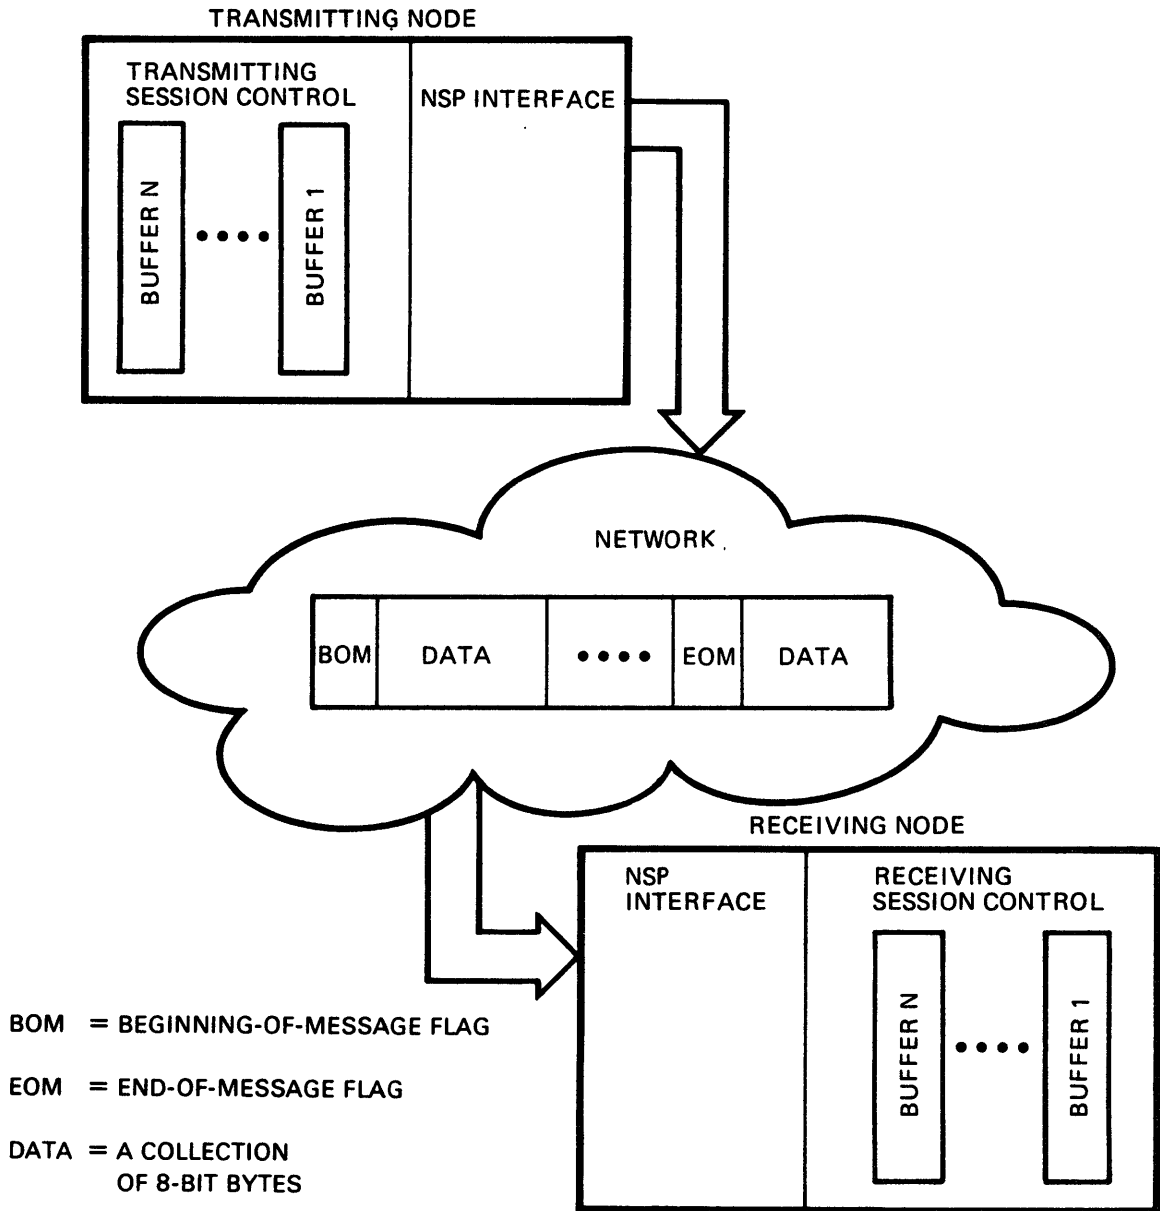 TRANSMITTING NODE
TRANSMITTING
SESSION CONTROL
NSP INTERFACE
BUFFER N
BUFFER 1
NETWORK
BOM
DATA
EOM
DATA
RECEIVING NODE
NSP
INTERFACE
RECEIVING
SESSION CONTROL
BUFFER N
BUFFER 1
BOM = BEGINNING-OF-MESSAGE FLAG
EOM = END-OF-MESSAGE FLAG
DATA = A COLLECTION
OF 8-BIT BYTES